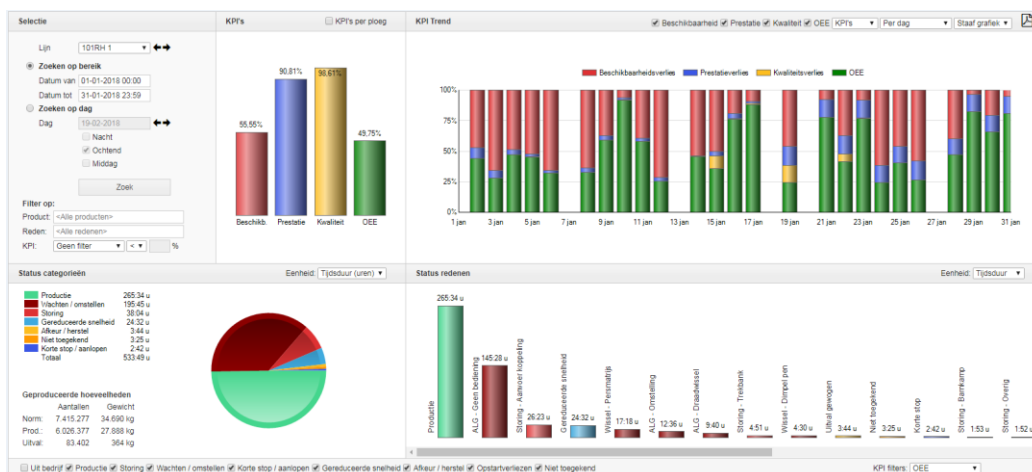 Selectie
Lijn 101RH 1
Zoeken op bereik
Datum van 01-01-2018 00:00
Datum tot 31-01-2018 23:59
Zoeken op dag
Dag 19-02-2018
Nacht
Ochtend
Middag
Zoek
Filter op:
Product: <Alle producten>
Reden: <Alle redenen>
KPI: Geen filter < %
KPI's KPI's per ploeg
90,81% 98,61%
55,55% 49,75%
Beschikb. Prestatie Kwaliteit OEE
KPI Trend Beschikbaarheid Prestatie Kwaliteit OEE KPI's Per dag Staaf grafiek
Beschikbaarheidsverlies Prestatieverlies Kwaliteitsverlies OEE
100%
75%
50%
25%
0%
1 jan 3 jan 5 jan 7 jan 9 jan 11 jan 13 jan 15 jan 17 jan 19 jan 21 jan 23 jan 25 jan 27 jan 29 jan 31 jan
Status categorieën Eenheid: Tijdsduur (uren)
Productie 265:34 u
Wachten / omstellen 195:45 u
Storing 38:04 u
Gereduceerde snelheid 24:32 u
Afkeur / herstel 3:44 u
Niet toegekend 3:25 u
Korte stop / aanlopen 2:42 u
Totaal 533:49 u
Geproduceerde hoeveelheden
Aantallen Gewicht
Norm: 7.415.277 34.690 kg
Prod.: 6.026.377 27.888 kg
Uitval: 83.402 364 kg
Status redenen Eenheid: Tijdsduur
265:34 u 145:28 u 26:23 u 24:32 u 17:18 u 12:36 u 9:40 u 4:51 u 4:30 u 3:44 u 3:25 u 2:42 u 1:53 u 1:52 u
Productie
ALG - Geen bediening
Storing - Aanvoer koppeling
Gereduceerde snelheid
Wissel - Persmatrijs
ALG - Omstelling
ALG - Draadwissel
Storing - Trekbank
Wissel - Dimpel pen
Uitval gewogen
Niet toegekend
Korte stop
Storing - Barnkamp
Storing - Overig
Uit bedrijf Productie Storing Wachten / omstellen Korte stop / aanlopen Gereduceerde snelheid Afkeur / herstel Opstartverliezen Niet toegekend KPI filters: OEE